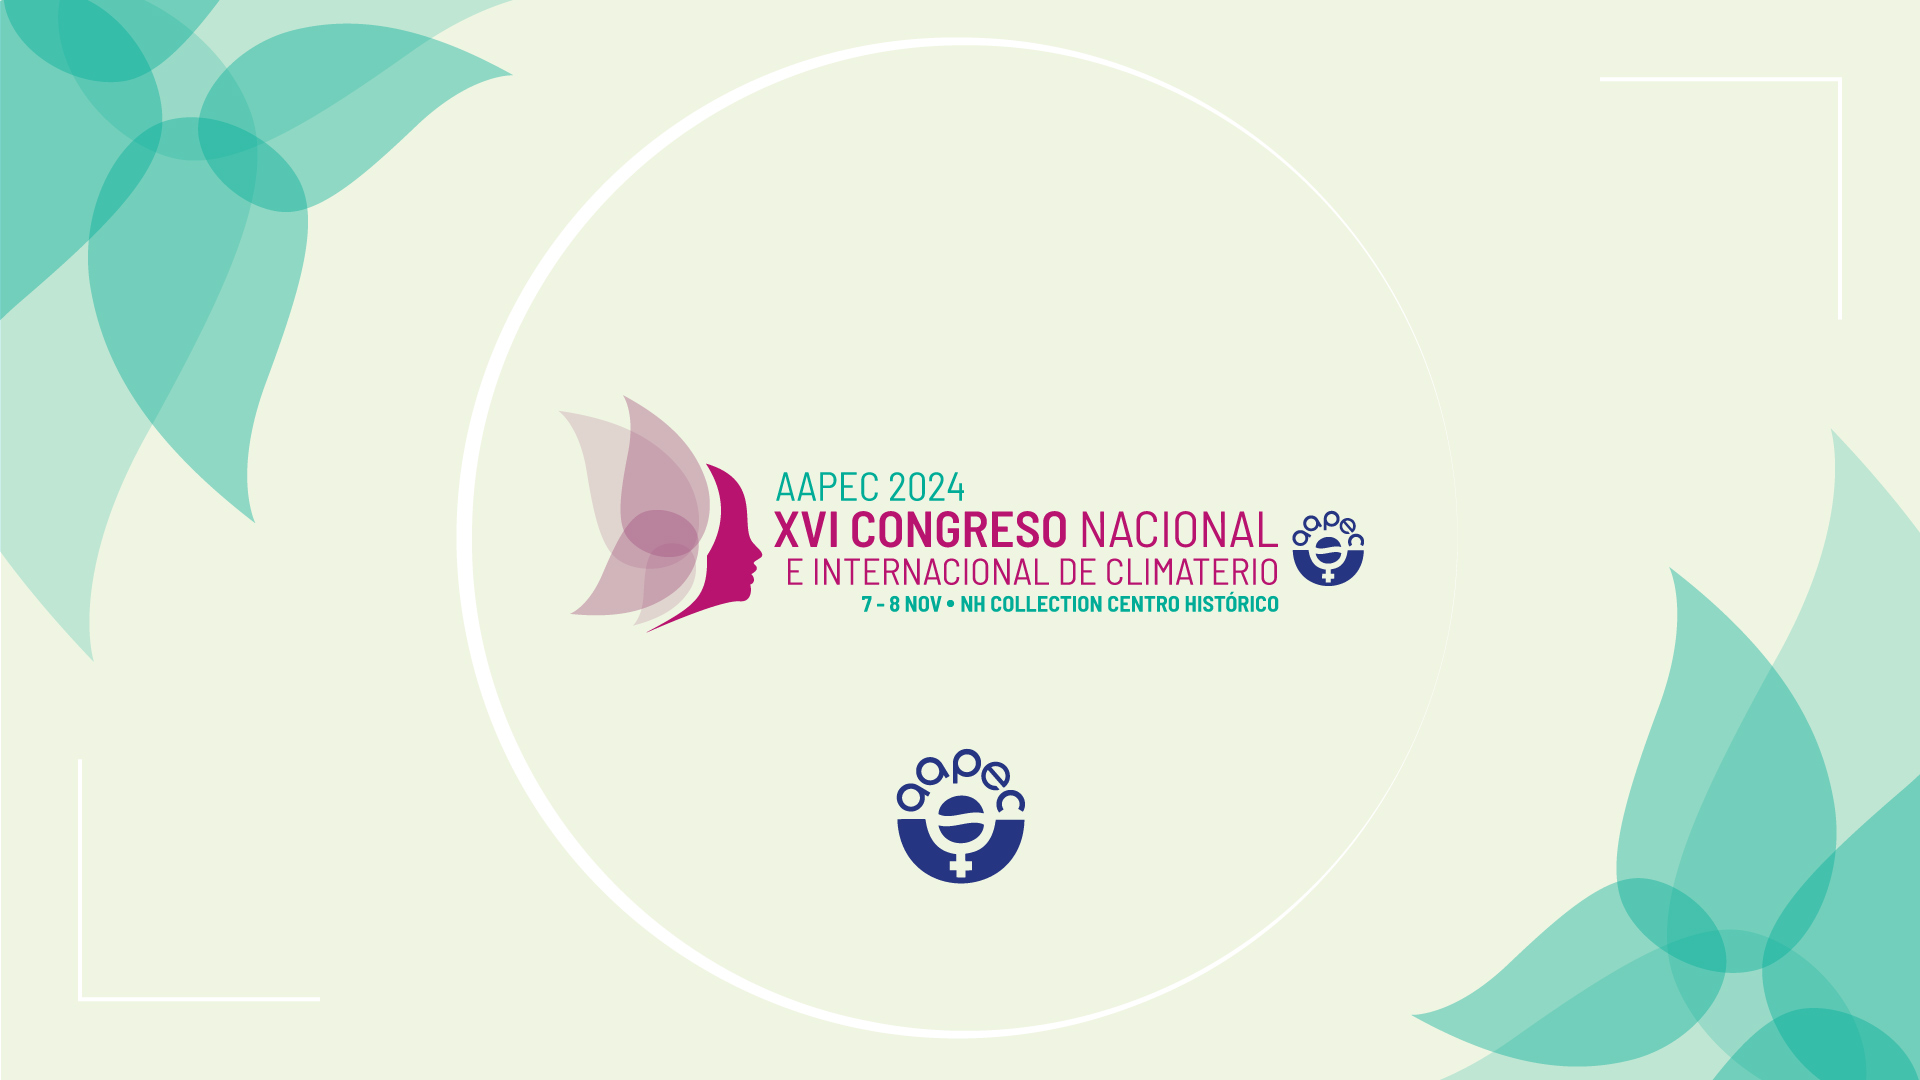 AAPEC 2024
XVI CONGRESO NACIONAL
E INTERNACIONAL DE CLIMATERIO
7 - 8 NOV • NH COLLECTION CENTRO HISTÓRICO
aapec
aapec